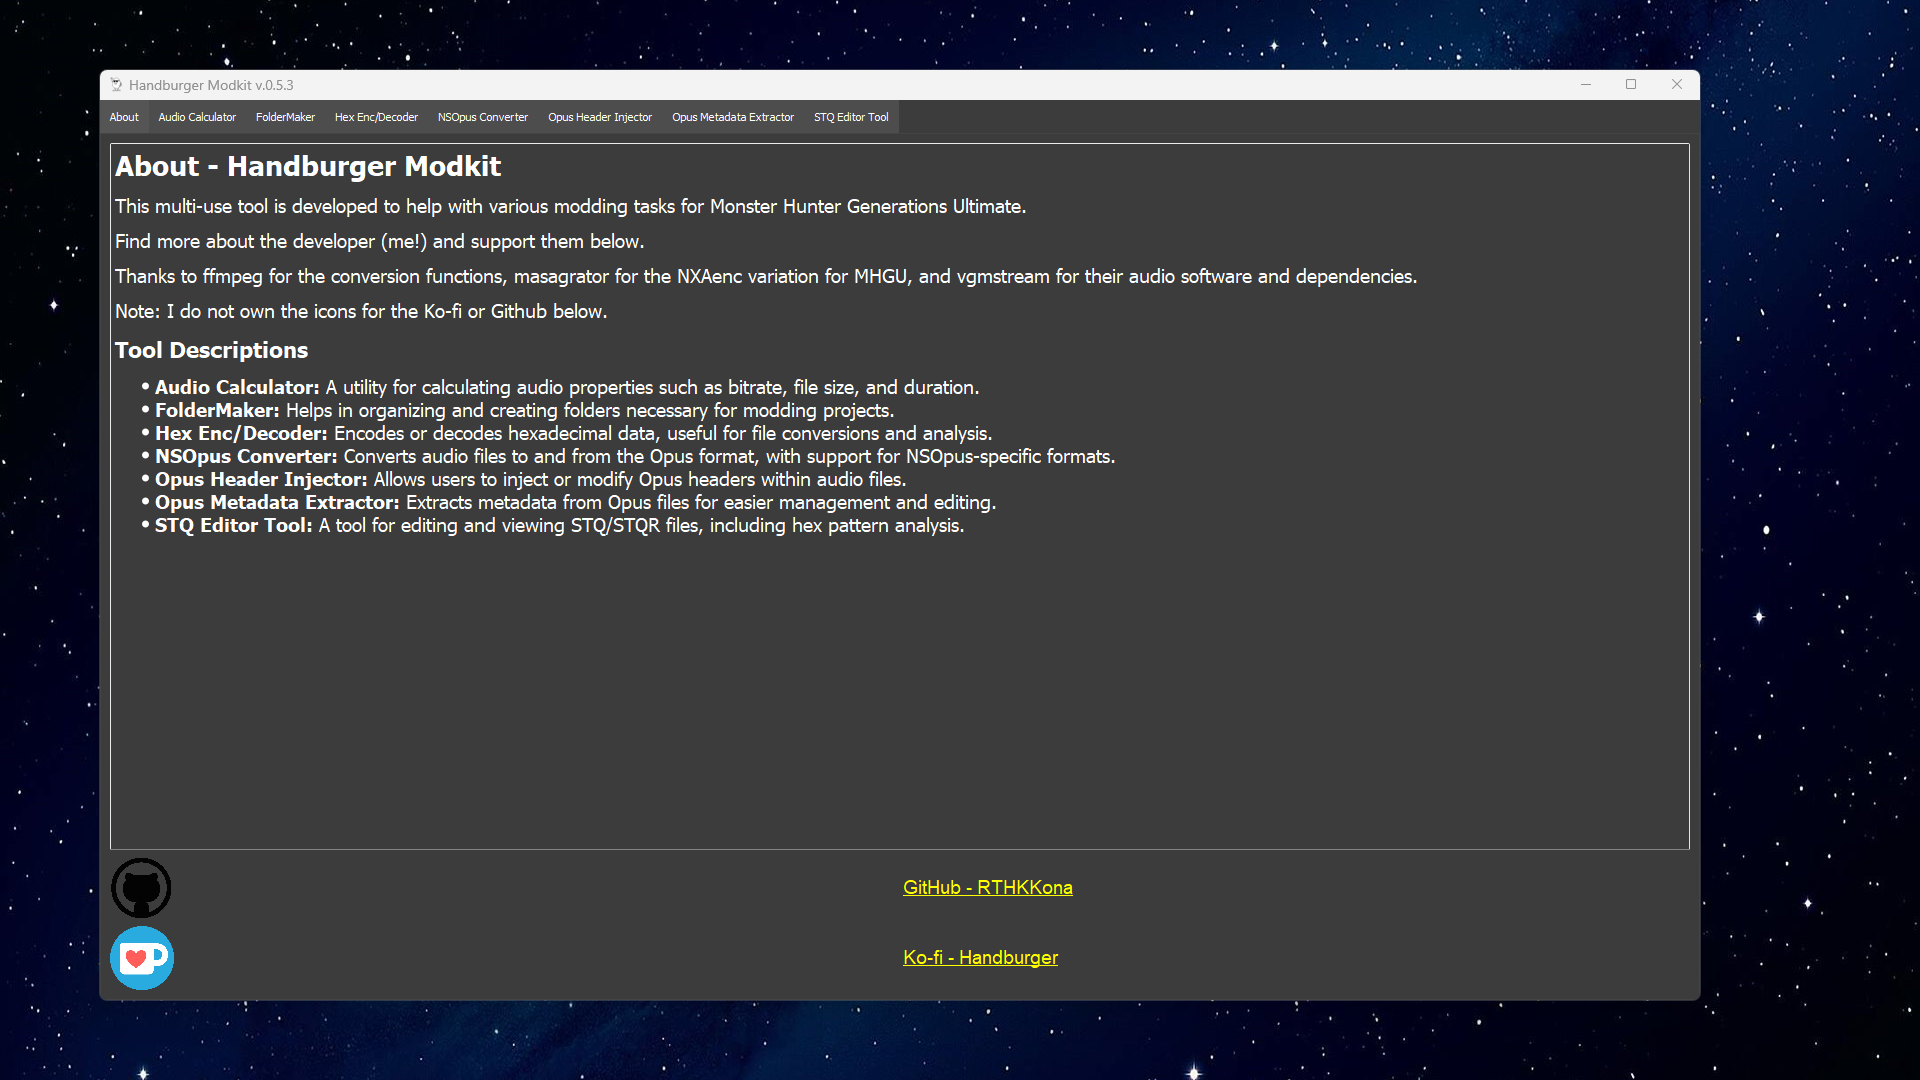 Handburger Modkit v.0.5.3
About Audio Calculator FolderMaker Hex Enc/Decoder NSOpus Converter Opus Header Injector Opus Metadata Extractor STQ Editor Tool
About - Handburger Modkit
This multi-use tool is developed to help with various modding tasks for Monster Hunter Generations Ultimate.
Find more about the developer (me!) and support them below.
Thanks to ffmpeg for the conversion functions, masagrator for the NXAenc variation for MHGU, and vgmstream for their audio software and dependencies.
Note: I do not own the icons for the Ko-fi or Github below.
Tool Descriptions
• Audio Calculator: A utility for calculating audio properties such as bitrate, file size, and duration.
• FolderMaker: Helps in organizing and creating folders necessary for modding projects.
• Hex Enc/Decoder: Encodes or decodes hexadecimal data, useful for file conversions and analysis.
• NSOpus Converter: Converts audio files to and from the Opus format, with support for NSOpus-specific formats.
• Opus Header Injector: Allows users to inject or modify Opus headers within audio files.
• Opus Metadata Extractor: Extracts metadata from Opus files for easier management and editing.
• STQ Editor Tool: A tool for editing and viewing STQ/STQR files, including hex pattern analysis.
GitHub - RTHKKona
Ko-fi - Handburger